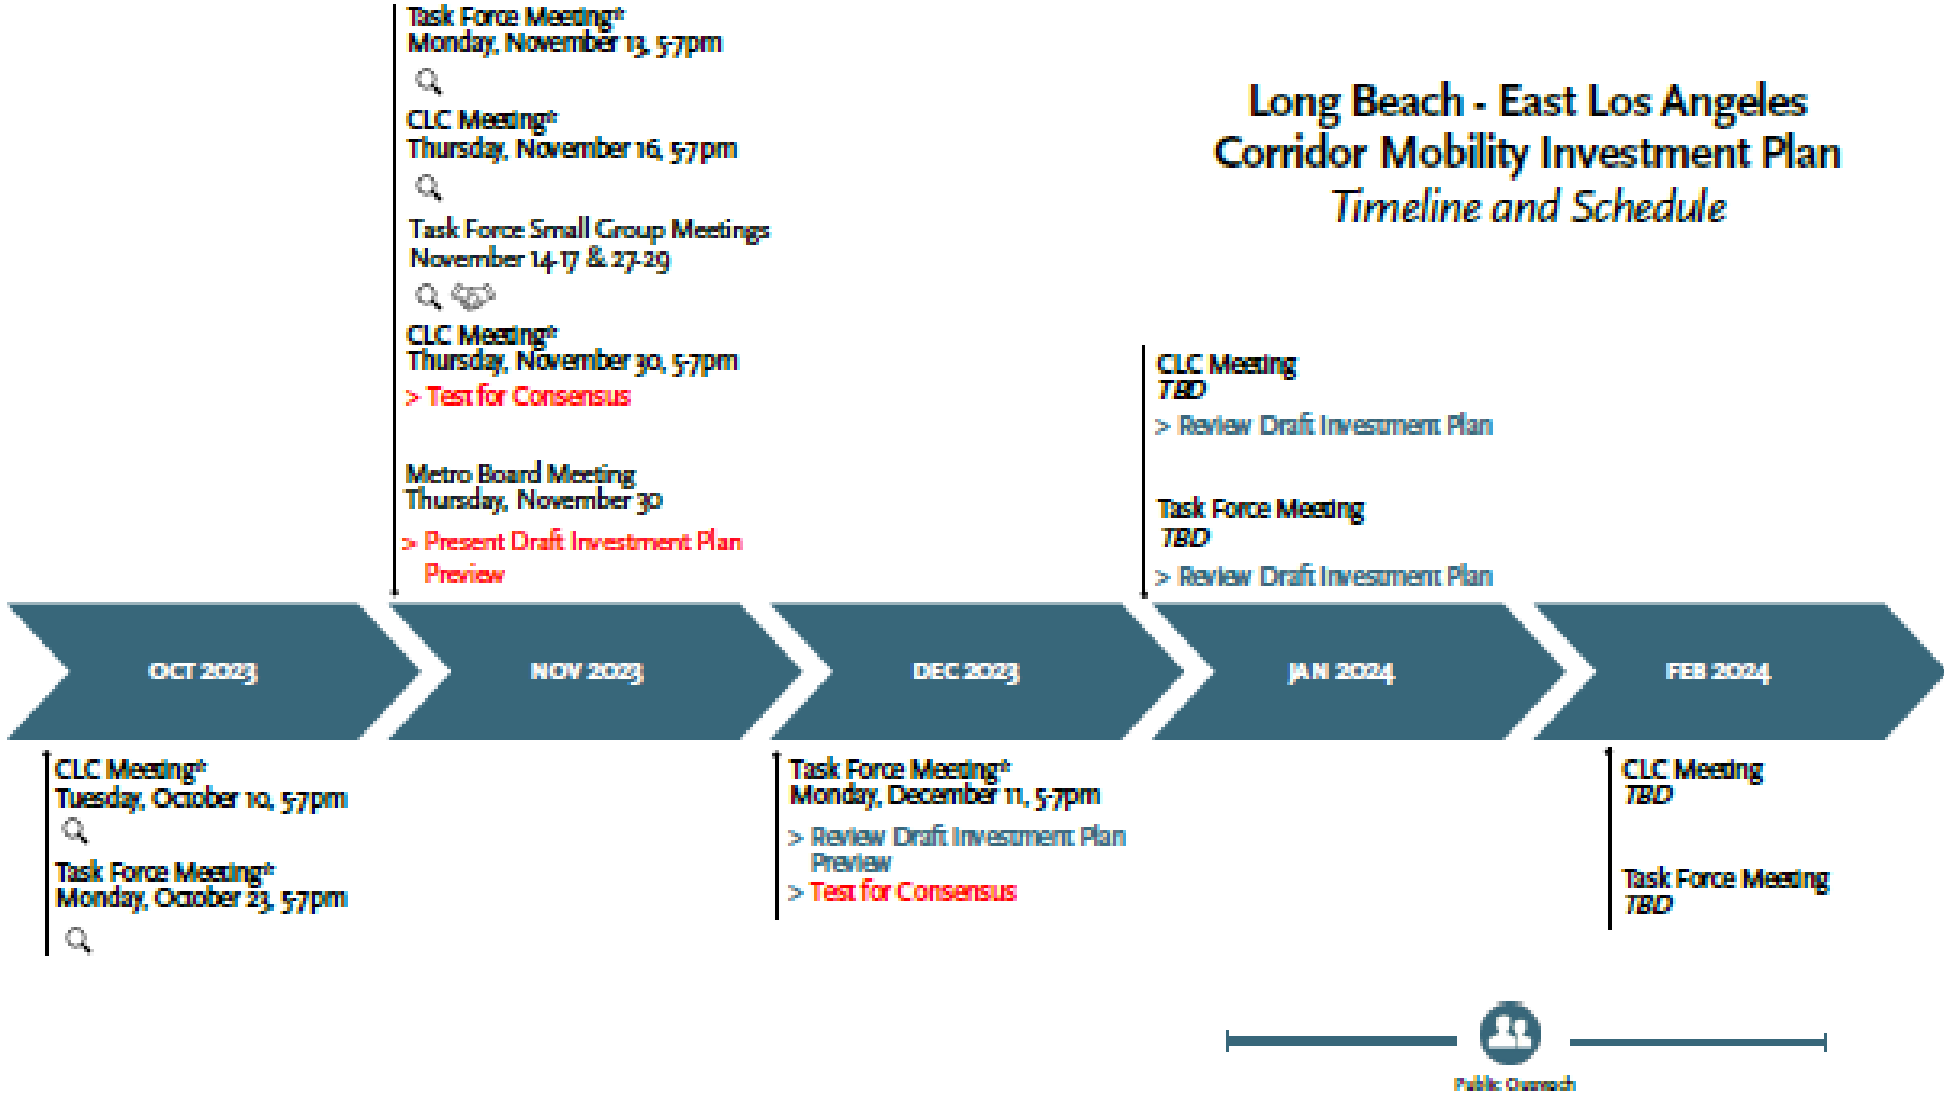 Task Force Meeting*
Monday, November 13, 5-7pm
CLC Meeting*
Thursday, November 16, 5-7pm
Task Force Small Group Meetings
November 14-17 & 27-29
CLC Meeting*
Thursday, November 30, 5-7pm
> Test for Consensus
Metro Board Meeting
Thursday, November 30
> Present Draft Investment Plan
Preview
Long Beach - East Los Angeles
Corridor Mobility Investment Plan
Timeline and Schedule
CLC Meeting
TBD
> Review Draft Investment Plan
Task Force Meeting
TBD
> Review Draft Investment Plan
OCT 2023
NOV 2023
DEC 2023
JAN 2024
FEB 2024
CLC Meeting*
Tuesday, October 10, 5-7pm
Task Force Meeting*
Monday, October 23, 5-7pm
Task Force Meeting*
Monday, December 11, 5-7pm
> Review Draft Investment Plan
Preview
> Test for Consensus
CLC Meeting
TBD
Task Force Meeting
TBD
Public Outreach